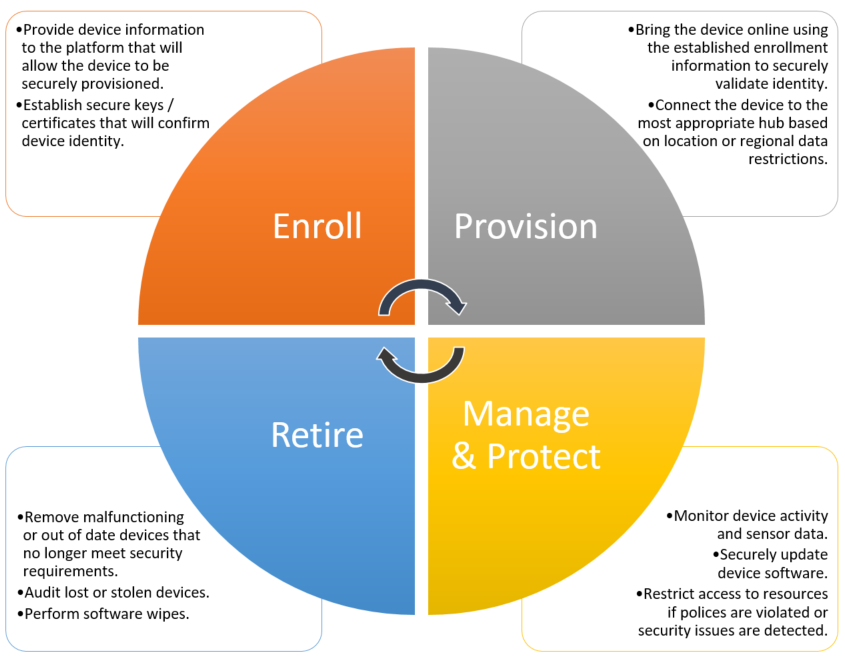 •Provide device information
to the platform that will
allow the device to be
securely provisioned.
•Establish secure keys /
certificates that will confirm
device identity.
•Bring the device online using
the established enrollment
information to securely
validate identity.
•Connect the device to the
most appropriate hub based
on location or regional data
restrictions.
Enroll
Provision
Retire
Manage
& Protect
•Remove malfunctioning
or out of date devices that
no longer meet security
requirements.
•Audit lost or stolen devices.
•Perform software wipes.
•Monitor device activity
and sensor data.
•Securely update
device software.
•Restrict access to resources
if polices are violated or
security issues are detected.